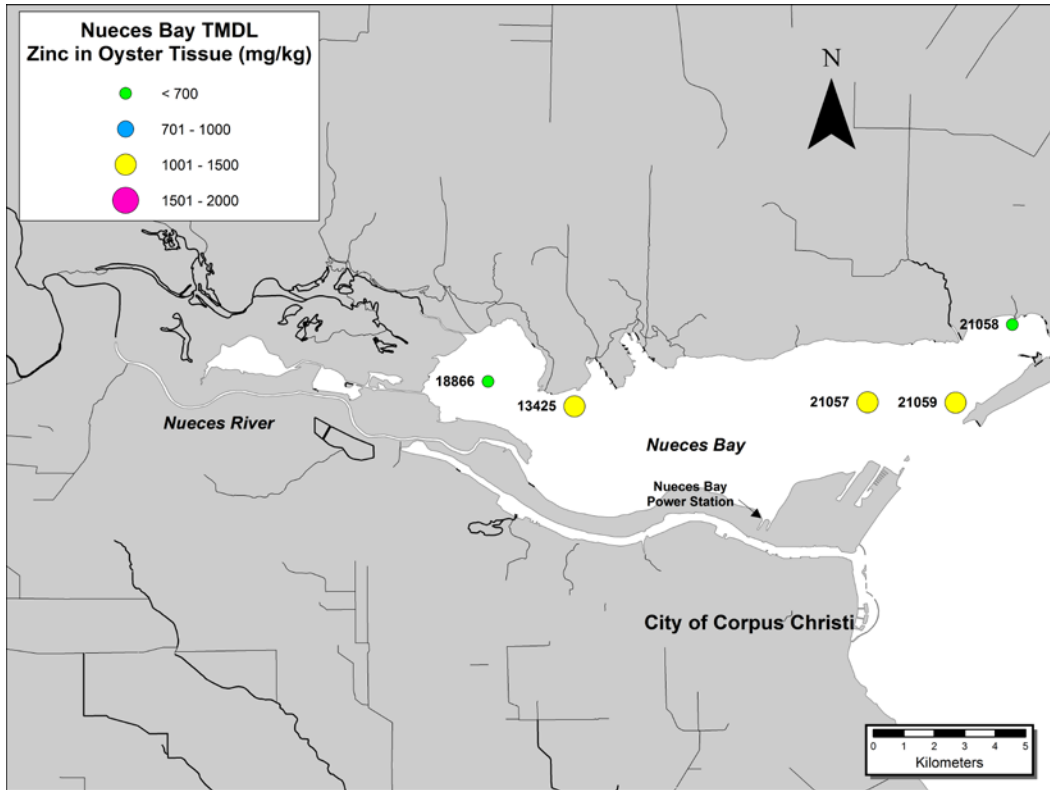 Nueces Bay TMDL
Zinc in Oyster Tissue (mg/kg)
< 700
701 - 1000
1001 - 1500
1501 - 2000
N
21058
18866
13425
21057
21059
Nueces River
Nueces Bay
Nueces Bay
Power Station
City of Corpus Christi
0 1 2 3 4 5
Kilometers